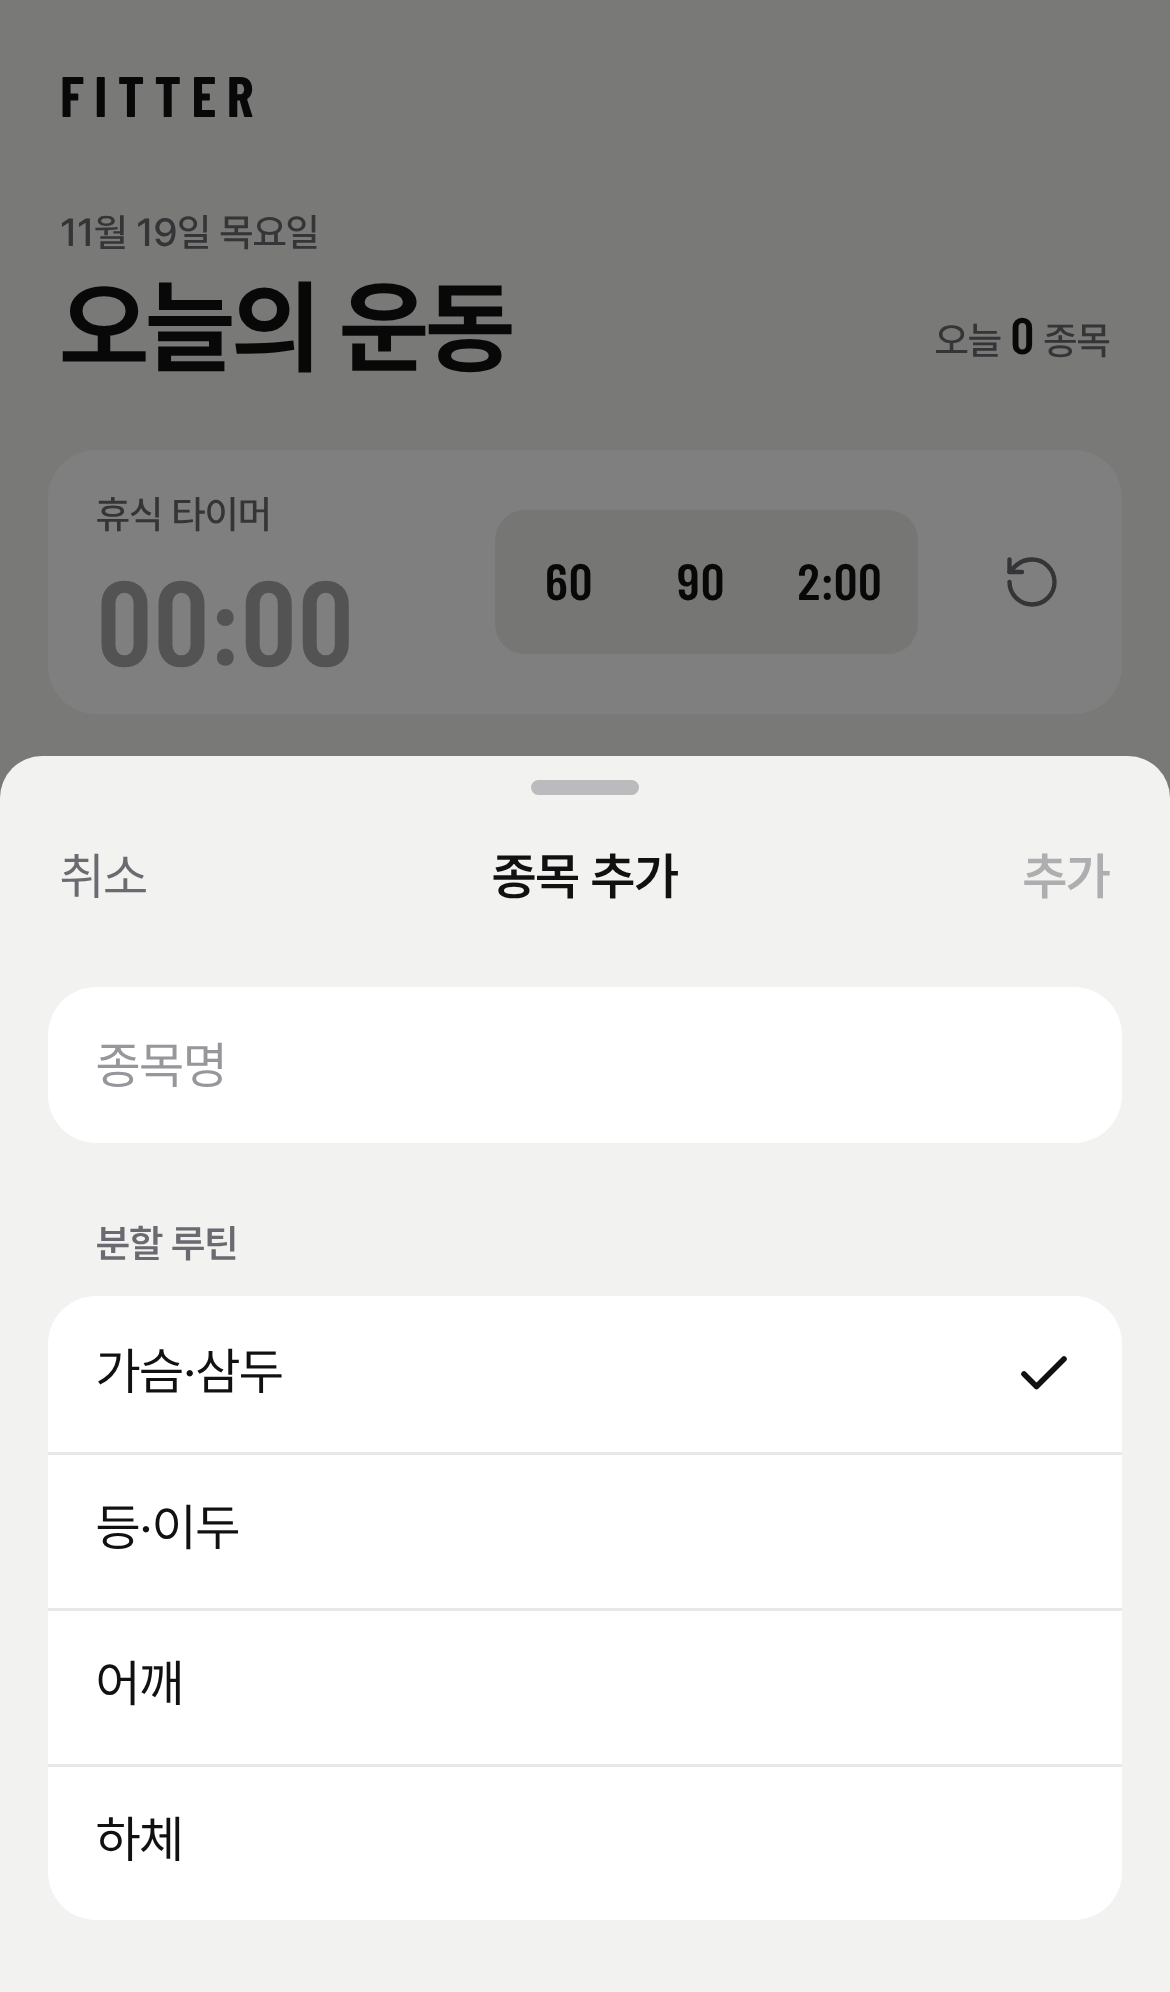 FITTER
11월 19일 목요일
오늘의 운동
오늘 0 종목
휴식 타이머
00:00
60 90 2:00
취소 종목 추가 추가
종목명
분할 루틴
가슴·삼두
등·이두
어깨
하체